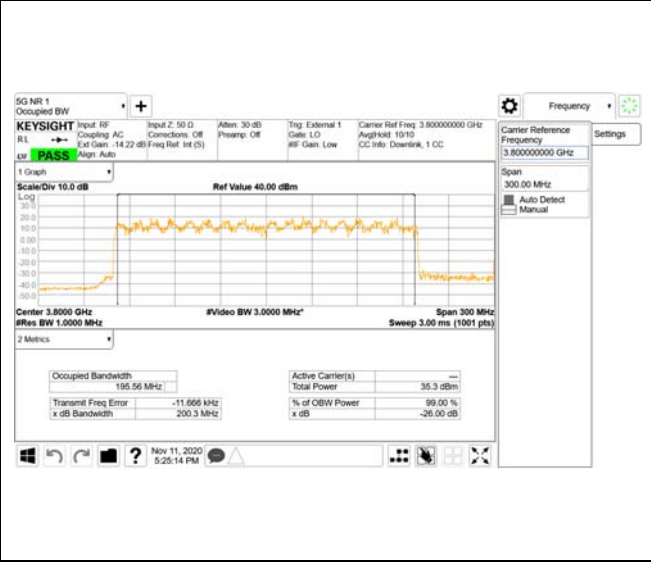 5G NR 1
Occupied BW
+
Frequency
KEYSIGHT
RL
LW PASS
Input: RF
Coupling: AC
Ext Gain: -14.22 dB
Align: Auto
Input Z: 50 Ω
Corrections: Off
Freq Ref: Int (S)
Atten: 30 dB
Preamp: Off
Trig: External 1
Gate: LO
#IF Gain: Low
Carrier Ref Freq: 3.800000000 GHz
Avg|Hold: 10/10
CC Info: Downlink, 1 CC
Carrier Reference
Frequency
3.800000000 GHz
Settings
Span
300.00 MHz
Auto Detect
Manual
1 Graph
Scale/Div 10.0 dB
Ref Value 40.00 dBm
Log
30.0
20.0
10.0
0.00
-10.0
-20.0
-30.0
-40.0
-50.0
Center 3.8000 GHz
#Video BW 3.0000 MHz*
Span 300 MHz
#Res BW 1.0000 MHz
Sweep 3.00 ms (1001 pts)
2 Metrics
Occupied Bandwidth
195.56 MHz
Transmit Freq Error -11.666 kHz
x dB Bandwidth 200.3 MHz
Active Carrier(s) —
Total Power 35.3 dBm
% of OBW Power 99.00 %
x dB -26.00 dB
?
Nov 11, 2020
5:25:14 PM